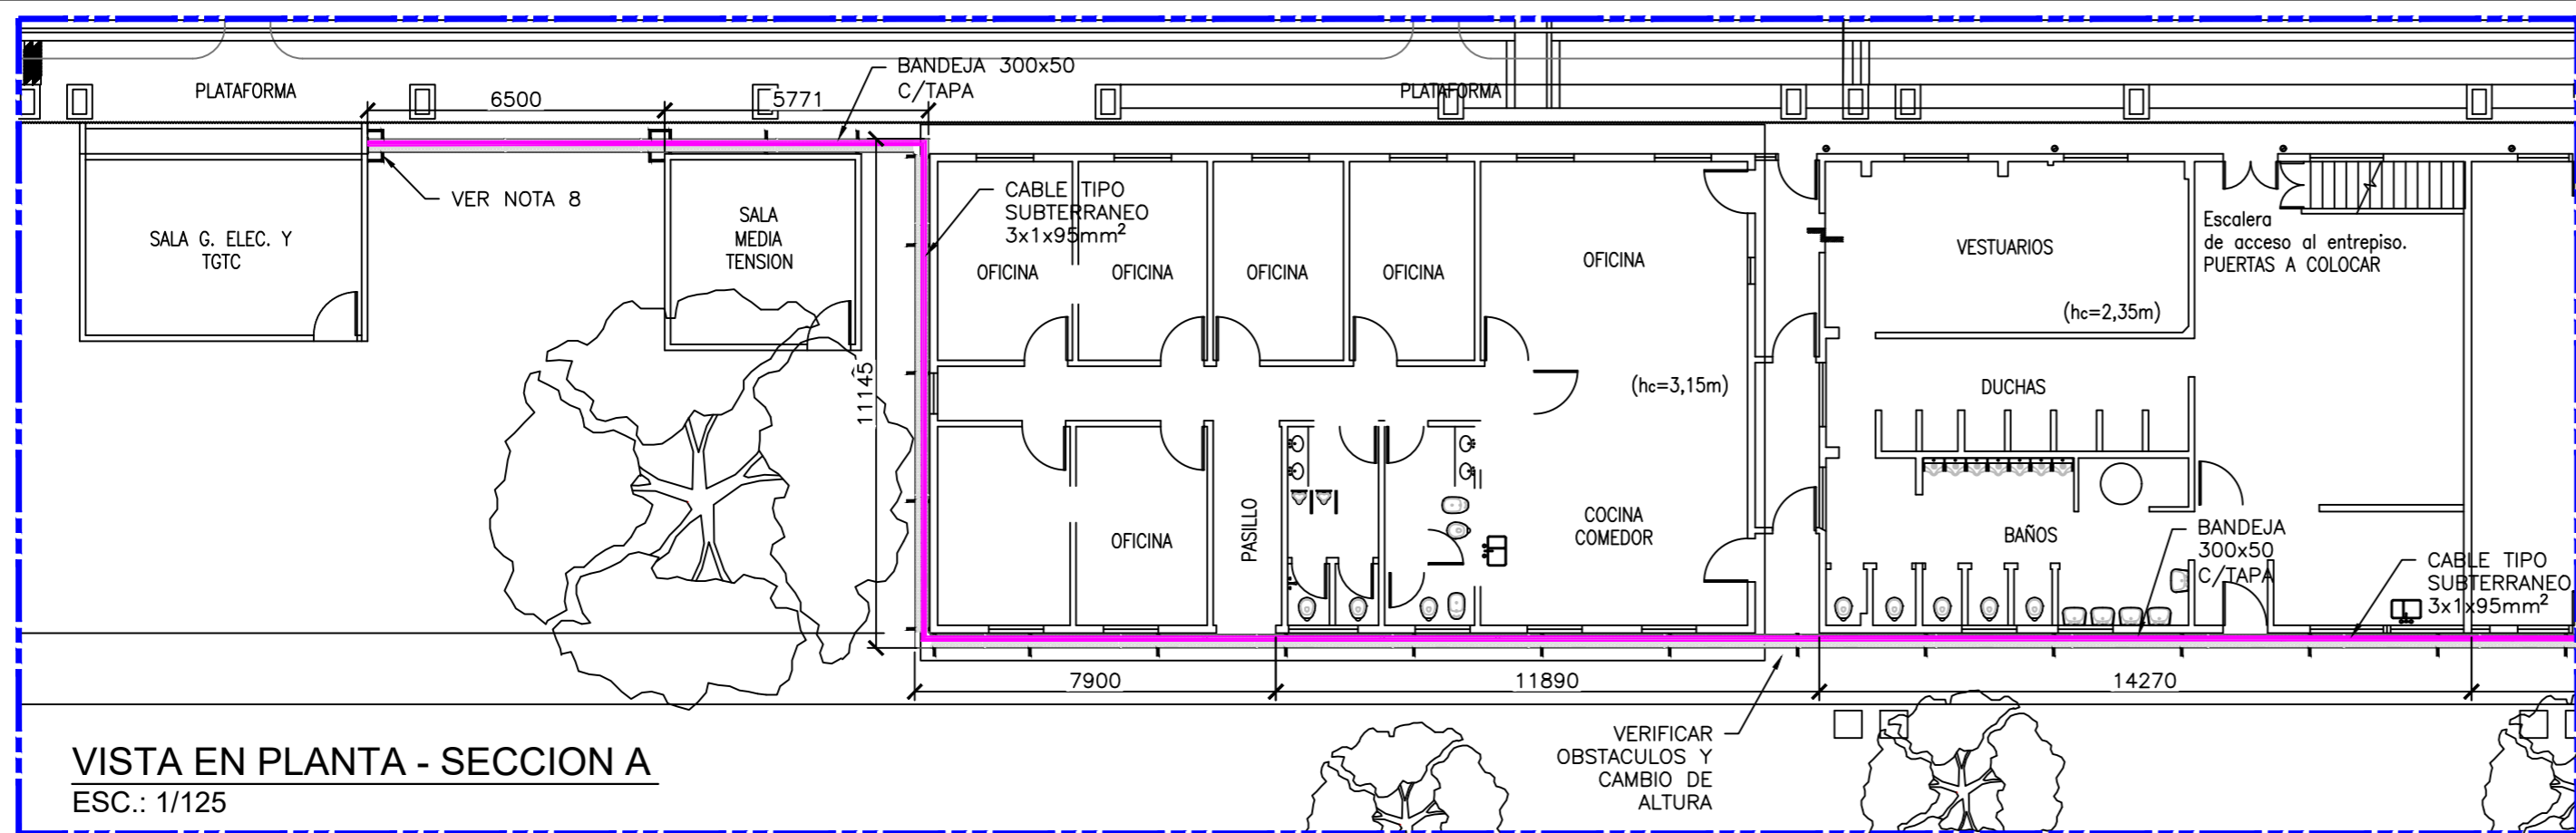 PLATAFORMA
6500
5771
BANDEJA 300x50
C/TAPA
PLATAFORMA
VER NOTA 8
SALA G. ELEC. Y
TGTC
SALA
MEDIA
TENSION
CABLE TIPO
SUBTERRANEO
3x1x95mm²
OFICINA
OFICINA
OFICINA
OFICINA
OFICINA
VESTUARIOS
(hc=2,35m)
Escalera
de acceso al entrepiso.
PUERTAS A COLOCAR
11145
(hc=3,15m)
DUCHAS
OFICINA
PASILLO
COCINA
COMEDOR
BAÑOS
BANDEJA
300x50
C/TAPA
CABLE TIPO
SUBTERRANEO
3x1x95mm²
7900
11890
14270
VERIFICAR
OBSTACULOS Y
CAMBIO DE
ALTURA
VISTA EN PLANTA - SECCION A
ESC.: 1/125